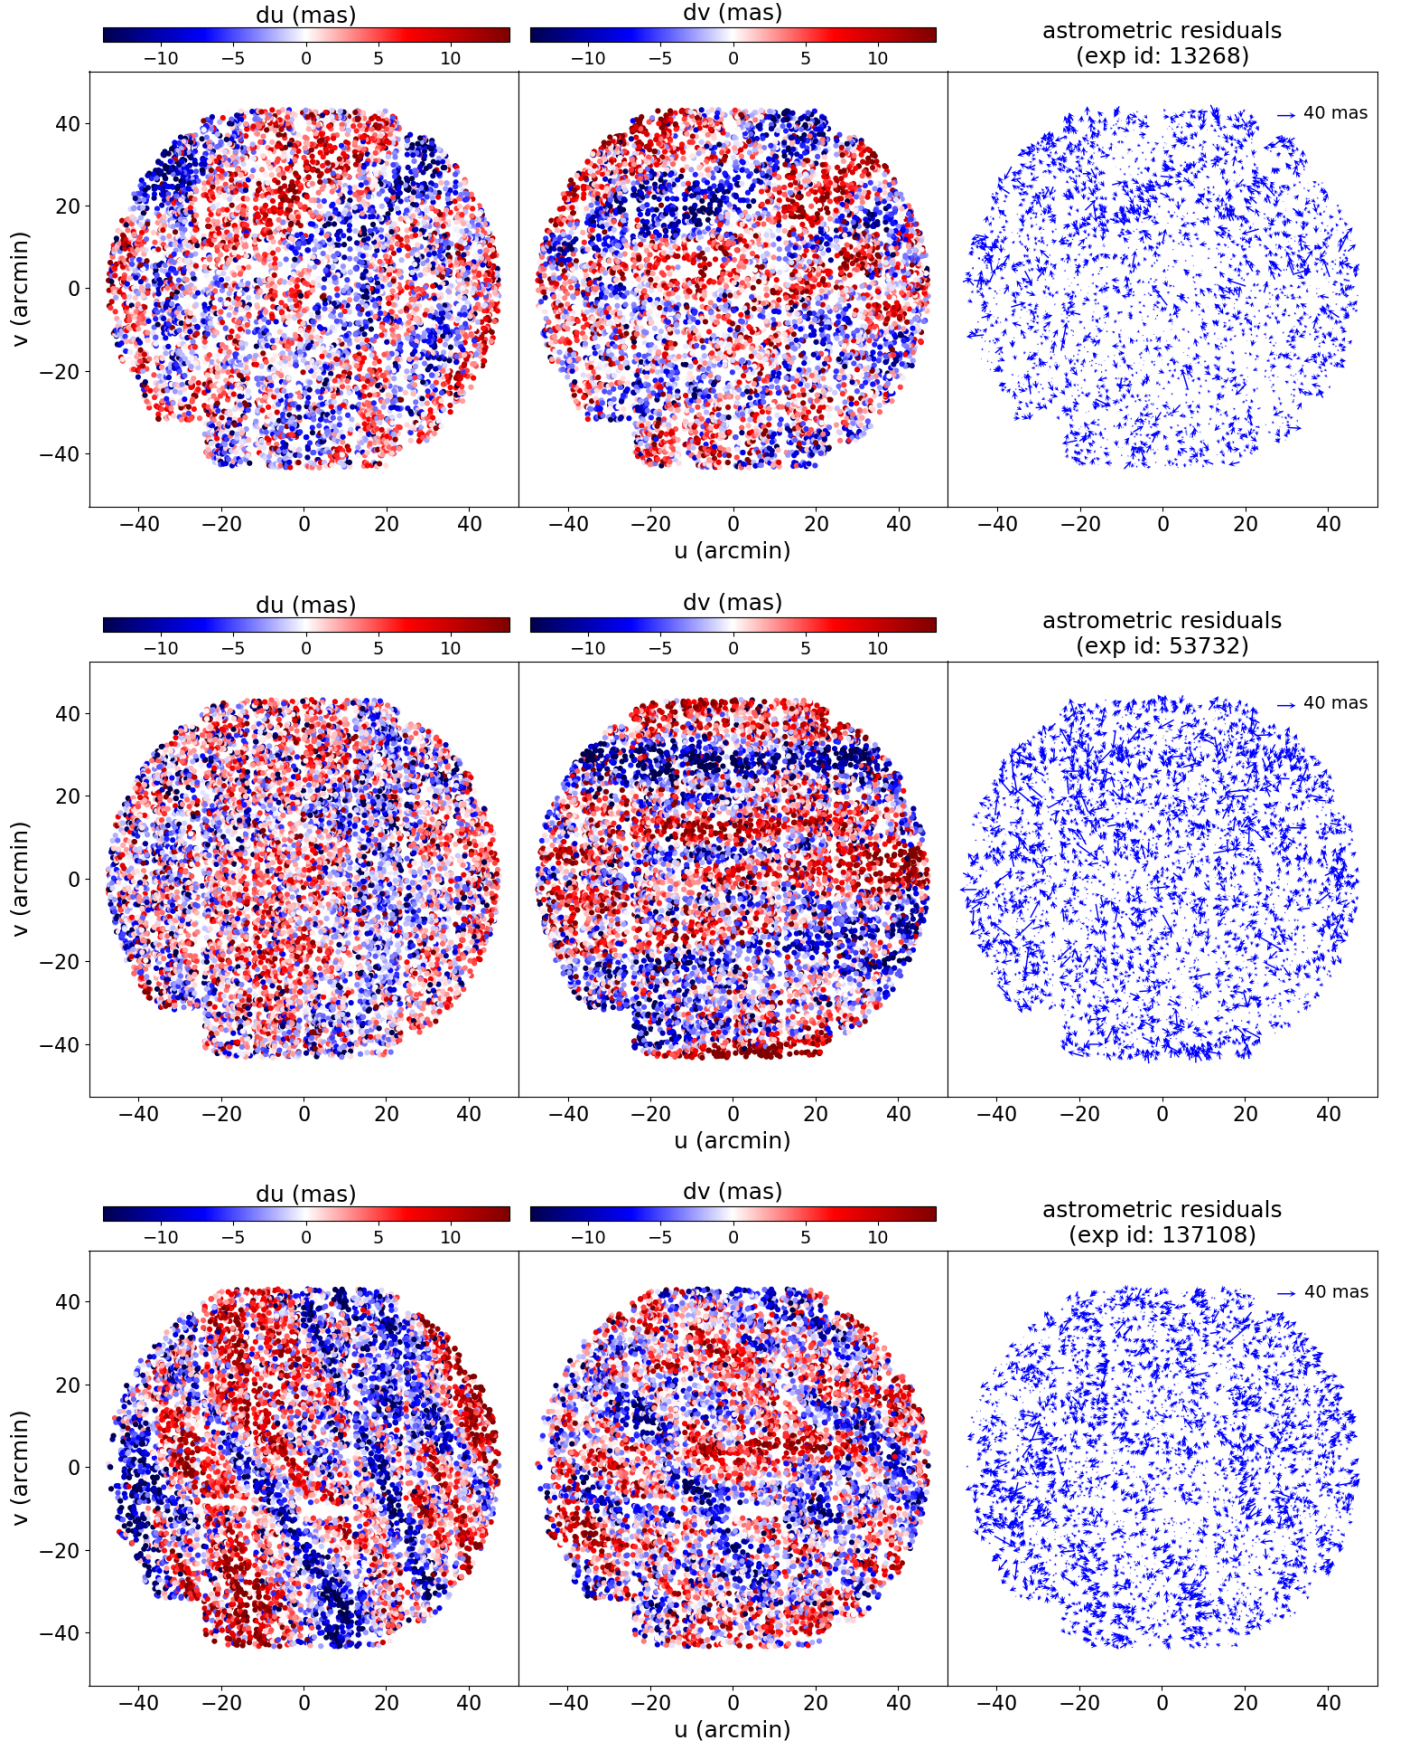 du (mas)
dv (mas)
astrometric residuals
(exp id: 13268)
−10 −5 0 5 10
−10 −5 0 5 10
40 mas
40
20
0
−20
−40
v (arcmin)
−40 −20 0 20 40
−40 −20 0 20 40
−40 −20 0 20 40
u (arcmin)
du (mas)
dv (mas)
astrometric residuals
(exp id: 53732)
−10 −5 0 5 10
−10 −5 0 5 10
40 mas
40
20
0
−20
−40
v (arcmin)
−40 −20 0 20 40
−40 −20 0 20 40
−40 −20 0 20 40
u (arcmin)
du (mas)
dv (mas)
astrometric residuals
(exp id: 137108)
−10 −5 0 5 10
−10 −5 0 5 10
40 mas
40
20
0
−20
−40
v (arcmin)
−40 −20 0 20 40
−40 −20 0 20 40
−40 −20 0 20 40
u (arcmin)